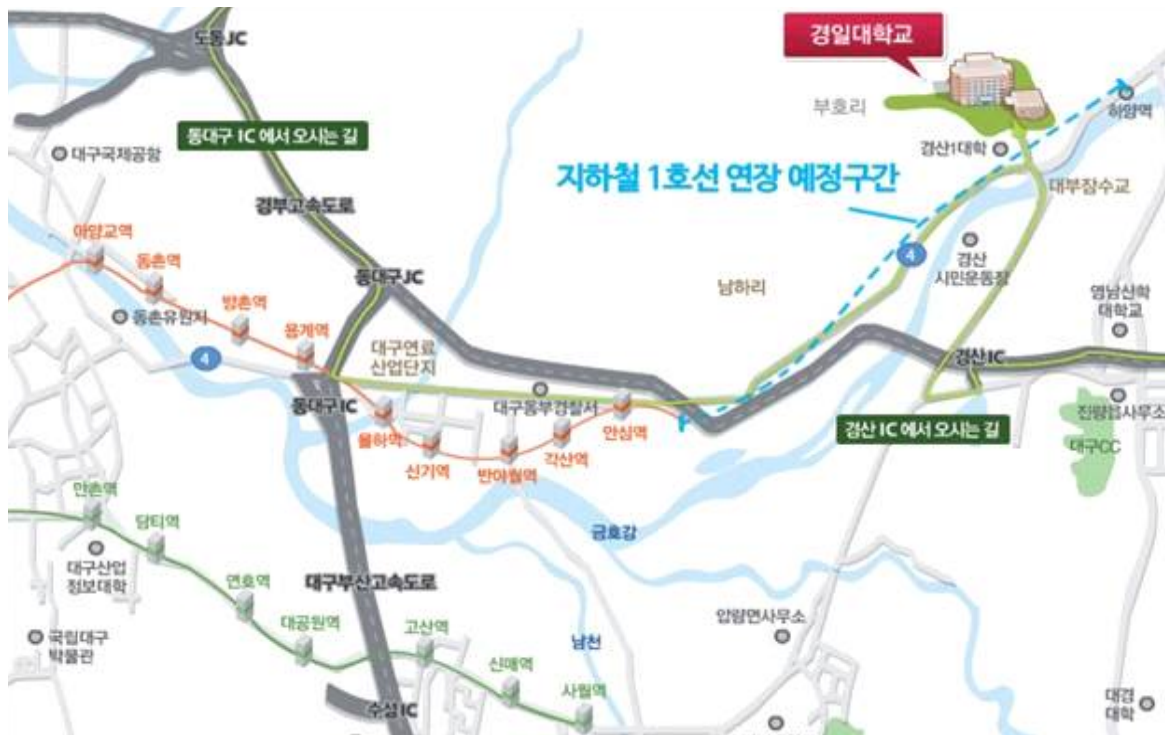 도동JC
경일대학교
부호리
하양역
동대구 IC 에서 오시는 길
대구국제공항
경산1대학
지하철 1호선 연장 예정구간
대부잠수교
경부고속도로
아양교역
동촌역
4
경산
시민운동장
방촌역
동대구JC
남하리
영남신학
대학교
동촌유원지
용계역
4
대구연료
산업단지
경산IC
동대구IC
대구동부경찰서
안심역
율하역
신기역
반야월역
각산역
경산 IC 에서 오시는 길
진량읍사무소
대구CC
만촌역
담티역
금호강
대구산업
정보대학
연호역
대구부산고속도로
압량면사무소
국립대구
박물관
대공원역
고산역
남천
신매역
사월역
수성IC
대경
대학